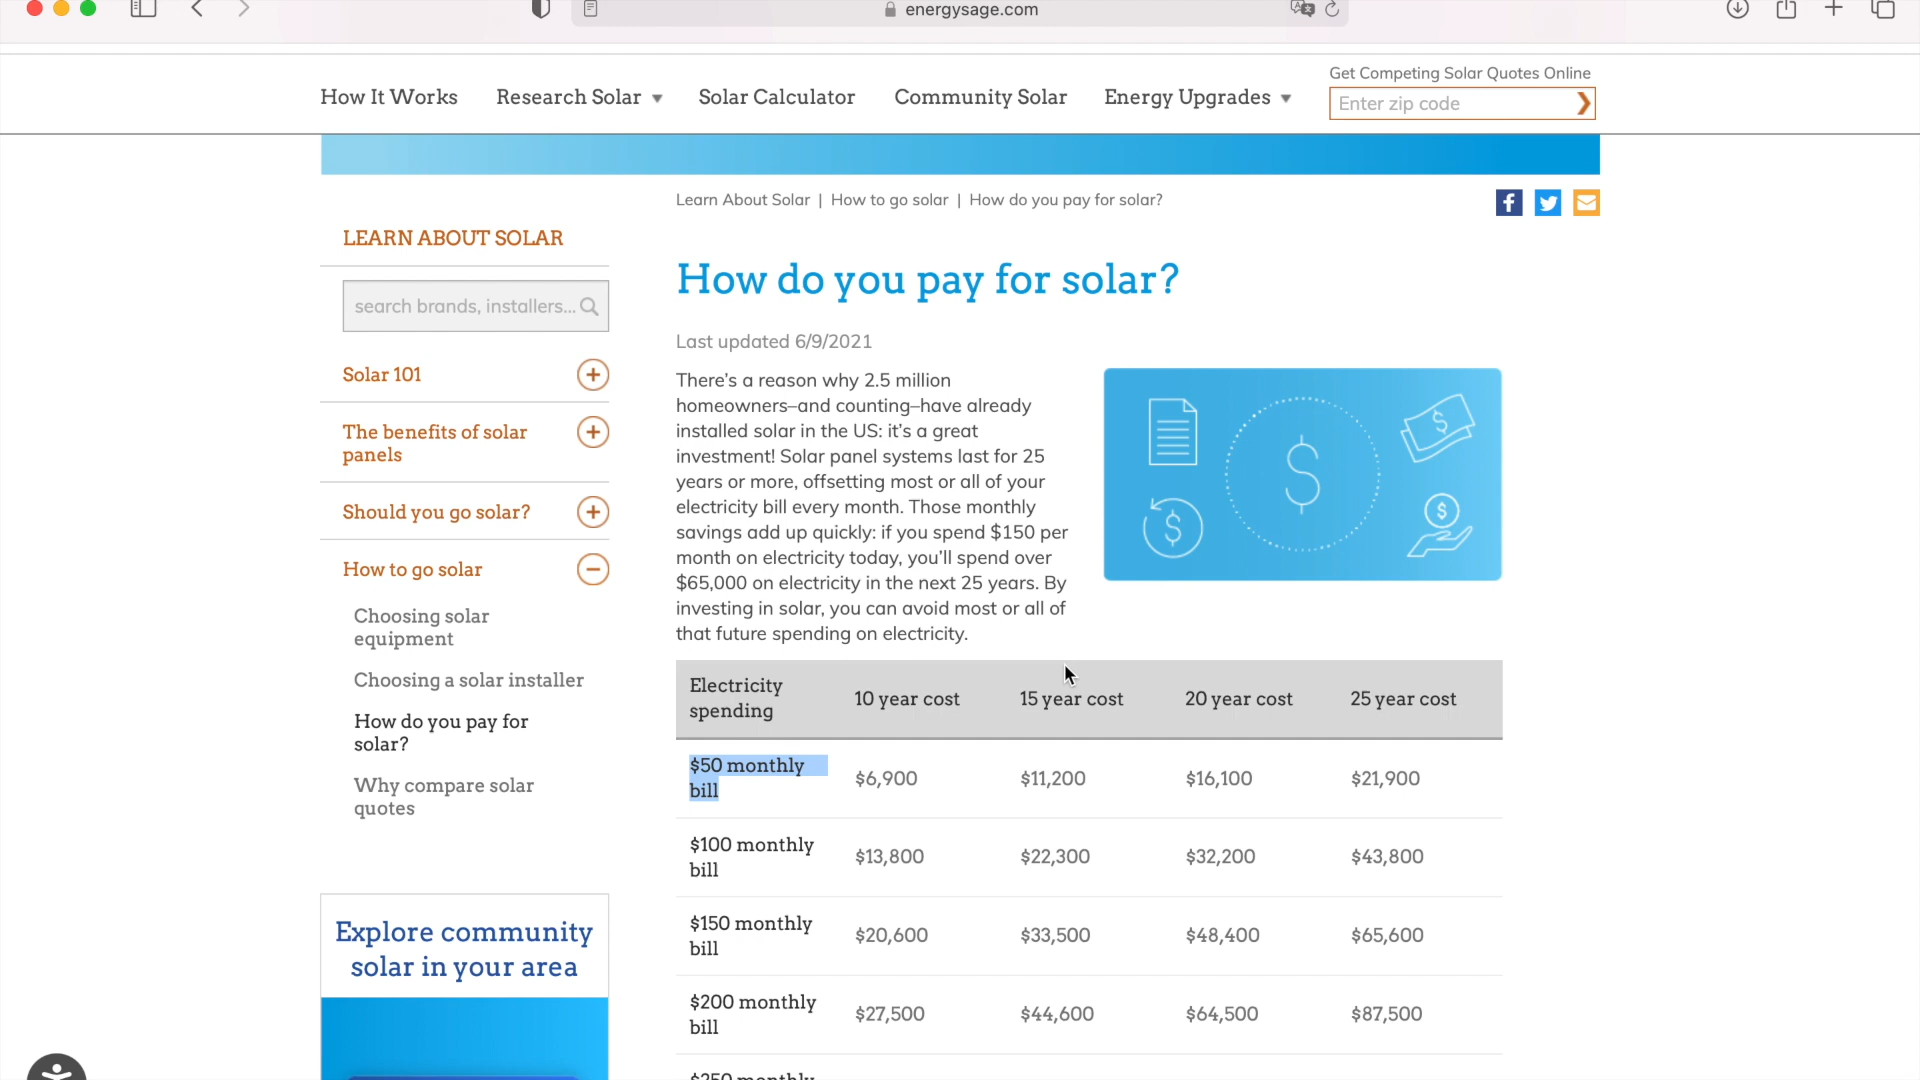 energysage.com
How It Works
Research Solar
Solar Calculator
Community Solar
Energy Upgrades
Get Competing Solar Quotes Online
Enter zip code
Learn About Solar | How to go solar | How do you pay for solar?
LEARN ABOUT SOLAR
search brands, installers...
Solar 101
The benefits of solar
panels
Should you go solar?
How to go solar
Choosing solar
equipment
Choosing a solar installer
How do you pay for
solar?
Why compare solar
quotes
Explore community
solar in your area
How do you pay for solar?
Last updated 6/9/2021
There's a reason why 2.5 million
homeowners–and counting–have already
installed solar in the US: it's a great
investment! Solar panel systems last for 25
years or more, offsetting most or all of your
electricity bill every month. Those monthly
savings add up quickly: if you spend $150 per
month on electricity today, you'll spend over
$65,000 on electricity in the next 25 years. By
investing in solar, you can avoid most or all of
that future spending on electricity.
Electricity
spending
10 year cost
15 year cost
20 year cost
25 year cost
$50 monthly
bill
$6,900
$11,200
$16,100
$21,900
$100 monthly
bill
$13,800
$22,300
$32,200
$43,800
$150 monthly
bill
$20,600
$33,500
$48,400
$65,600
$200 monthly
bill
$27,500
$44,600
$64,500
$87,500
$250 monthly